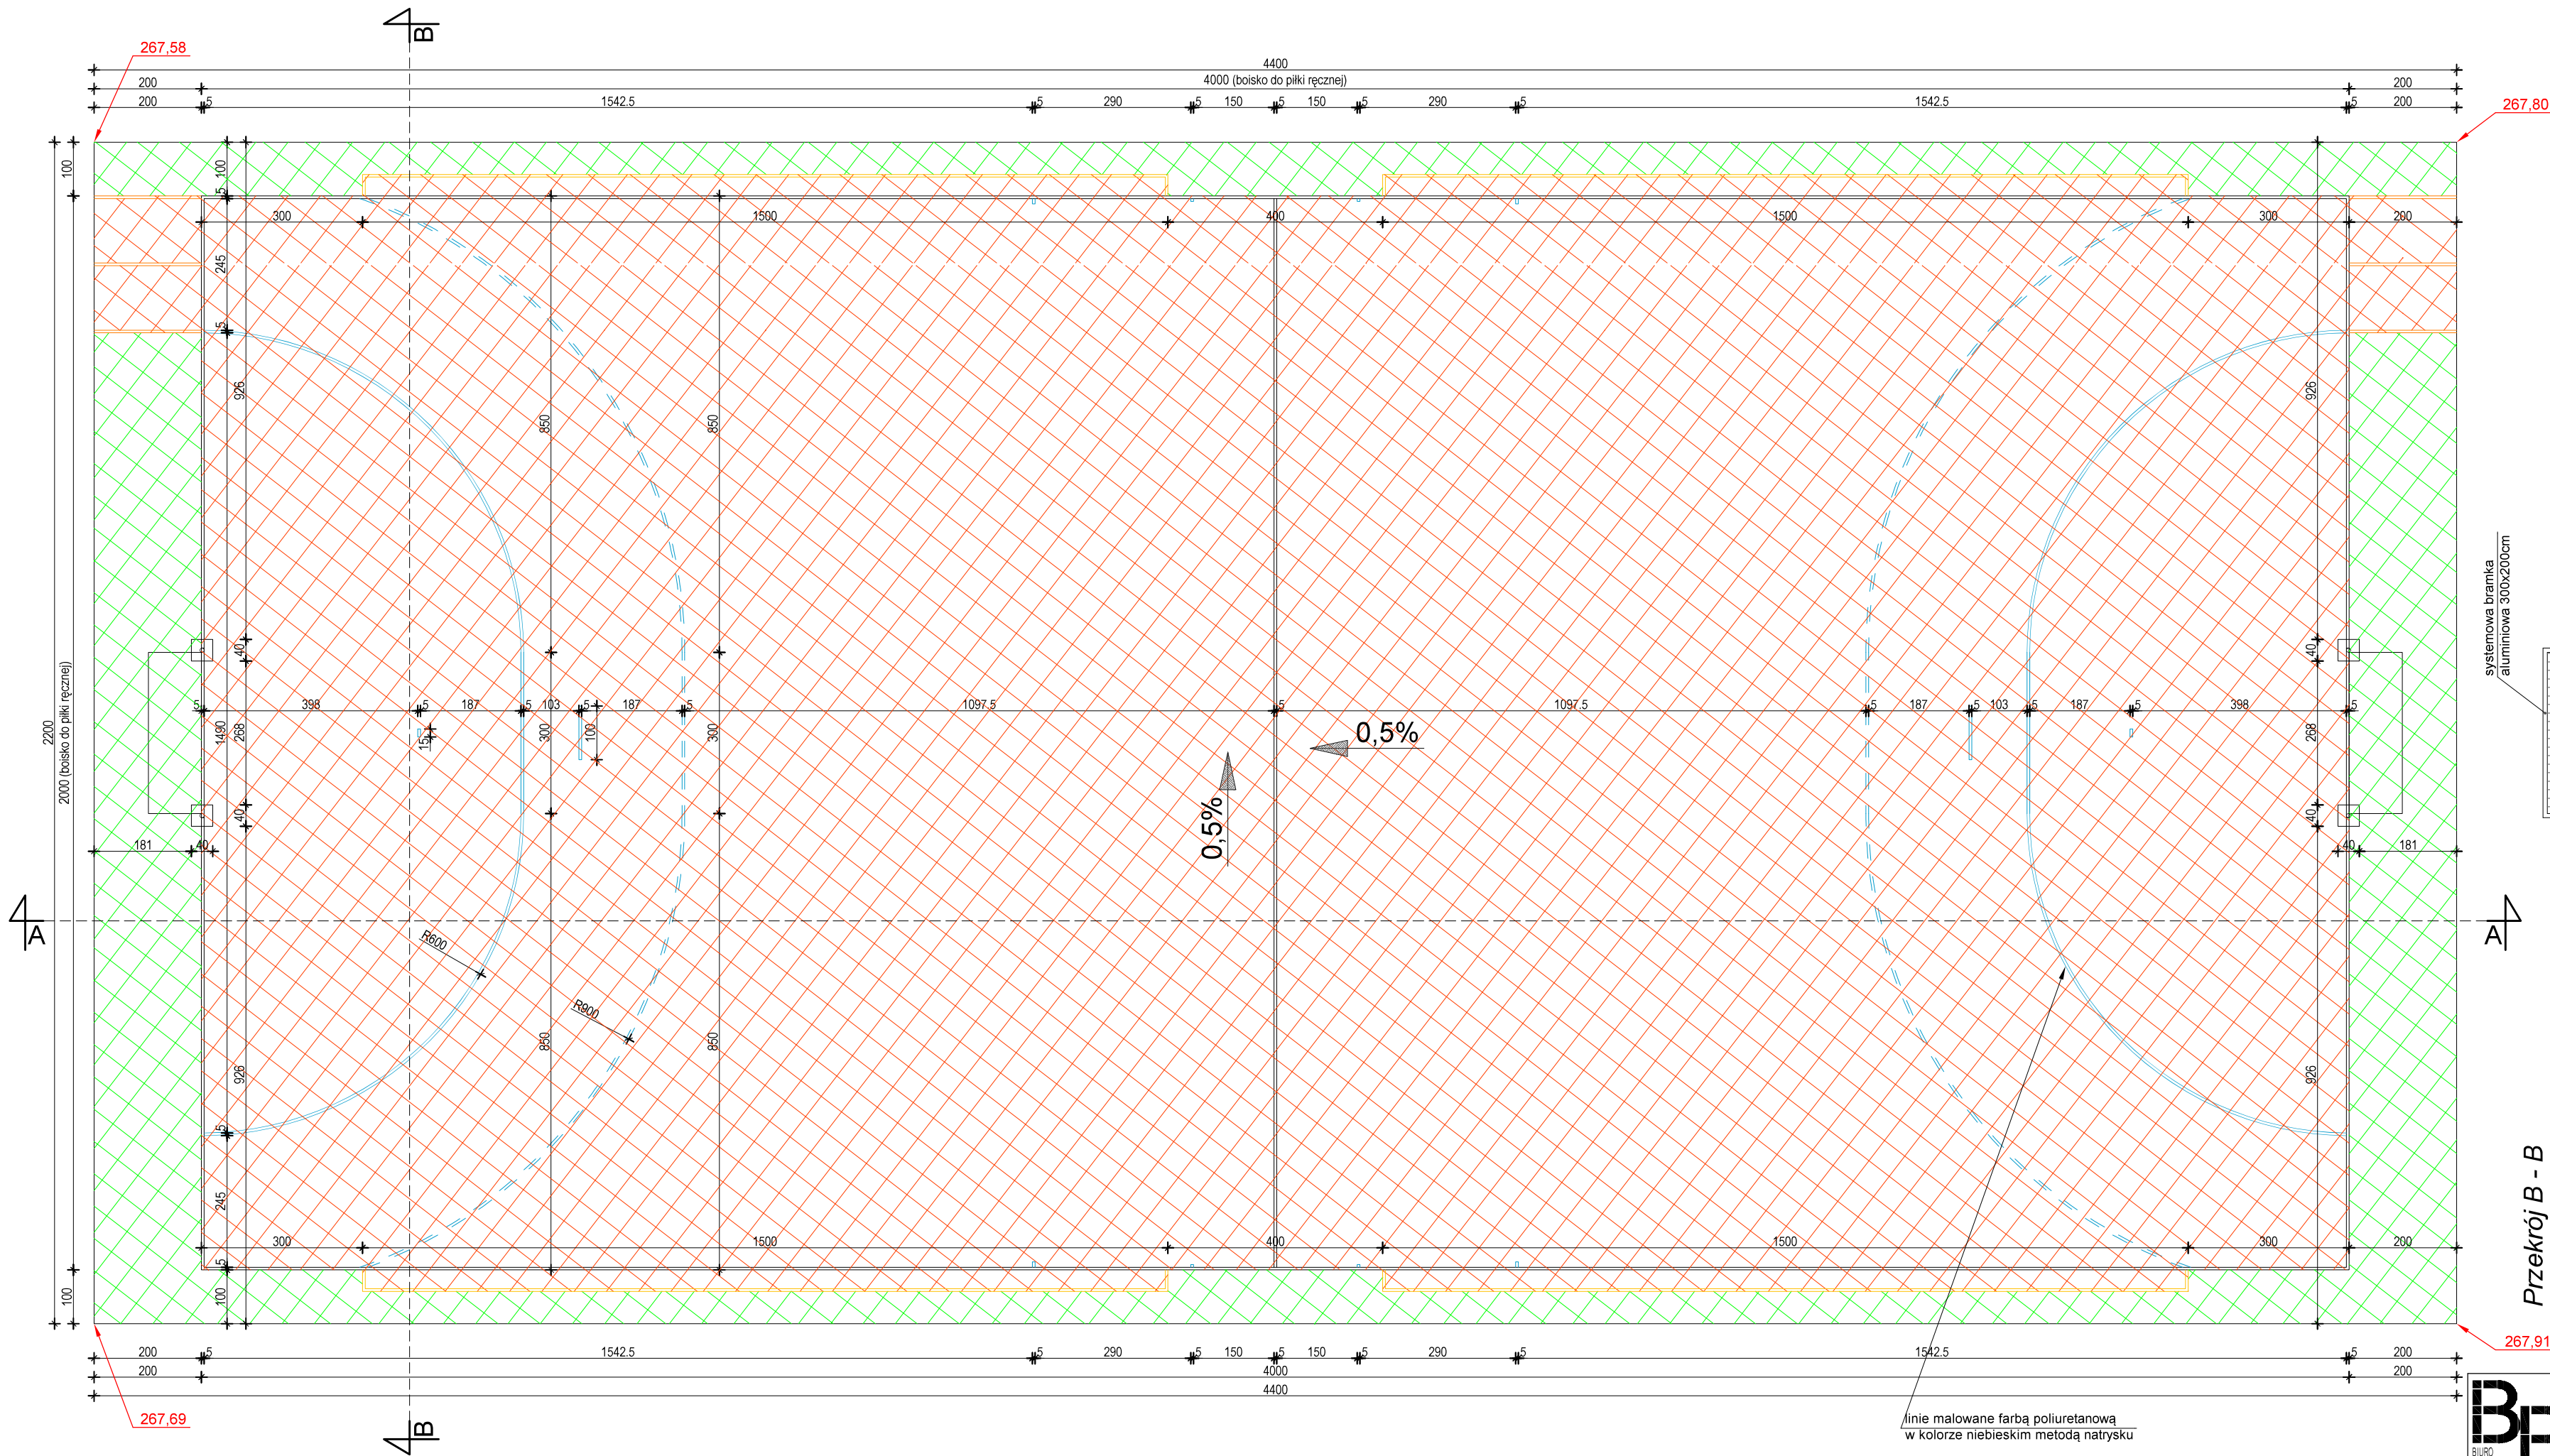 B
267,58
4400
4000 (boisko do piłki ręcznej)
200 200
200 5 1542.5 5 290 5 150 5 150 5 290 5 1542.5 5 200
267,80
100
100
5
300 1500 400 1500 300 200
245
5
926 926
850 850
systemowa bramka
aluminiowa 300x200cm
40 40
5 398 5 187 5 103 5 187 5 1097.5 5 1097.5 5 187 5 103 5 187 5 398 5
2200
2000 (boisko do piłki ręcznej)
1490 268 15 300 100 300 268
0,5%
0,5%
40 40
181 40 40 181
A A
R600
R900
850 850
926 926
5
245
300 1500 400 1500 300 200
5
100
100
Przekrój B - B
267,91
200 5 1542.5 5 290 5 150 5 150 5 290 5 1542.5 5 200
200 4000 200
4400
267,69
B
linie malowane farbą poliuretanową
w kolorze niebieskim metodą natrysku
BP
BIURO